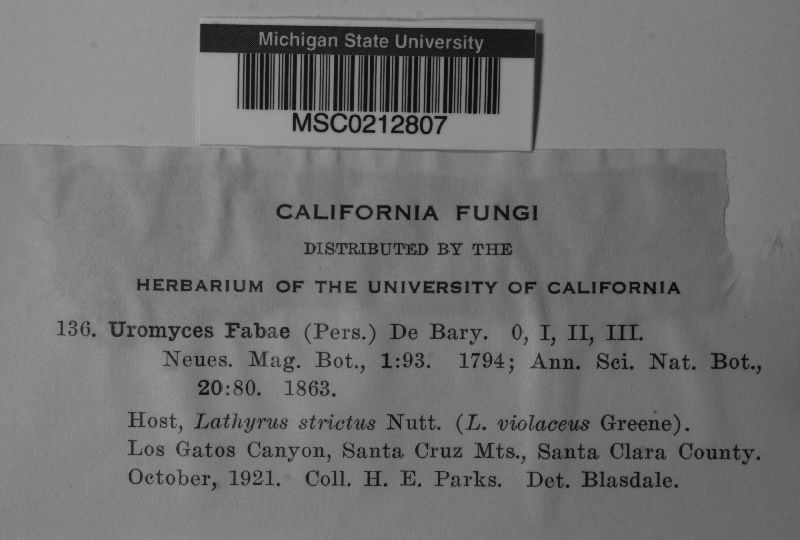 Michigan State University
MSC0212807
CALIFORNIA FUNGI
DISTRIBUTED BY THE
HERBARIUM OF THE UNIVERSITY OF CALIFORNIA
136. Uromyces Fabae (Pers.) De Bary. 0, I, II, III.
Neues. Mag. Bot., 1:93. 1794; Ann. Sci. Nat. Bot.,
20:80. 1863.
Host, Lathyrus strictus Nutt. (L. violaceus Greene).
Los Gatos Canyon, Santa Cruz Mts., Santa Clara County.
October, 1921. Coll. H. E. Parks. Det. Blasdale.